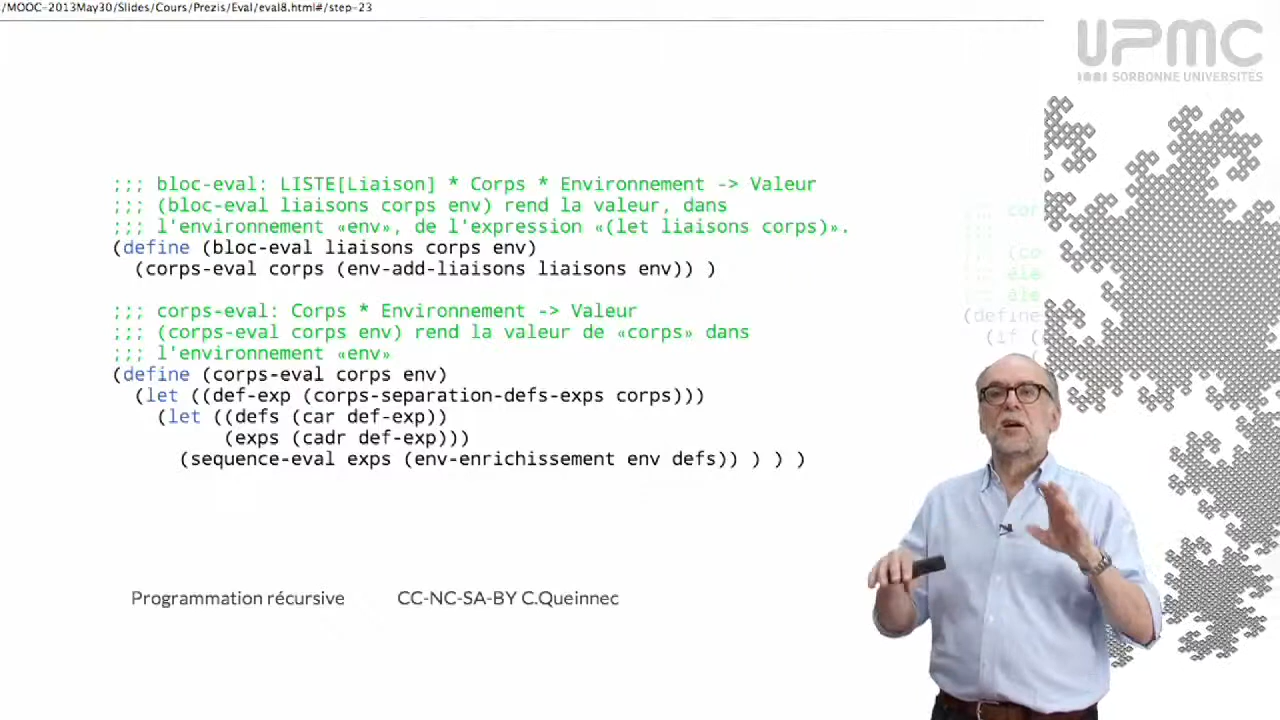 /MOOC-2013May30/Slides/Cours/Prezis/Eval/eval8.html#/step-23
UPMC
SORBONNE UNIVERSITÉS
;;; bloc-eval: LISTE[Liaison] * Corps * Environnement -> Valeur
;;; (bloc-eval liaisons corps env) rend la valeur, dans
;;; l'environnement «env», de l'expression «(let liaisons corps)».
(define (bloc-eval liaisons corps env)
(corps-eval corps (env-add-liaisons liaisons env)) )
;;; corps-eval: Corps * Environnement -> Valeur
;;; (corps-eval corps env) rend la valeur de «corps» dans
;;; l'environnement «env»
(define (corps-eval corps env)
(let ((def-exp (corps-separation-defs-exps corps)))
(let ((defs (car def-exp))
(exps (cadr def-exp)))
(sequence-eval exps (env-enrichissement env defs)) ) ) )
(define
(if (
Programmation récursive CC-NC-SA-BY C.Queinnec